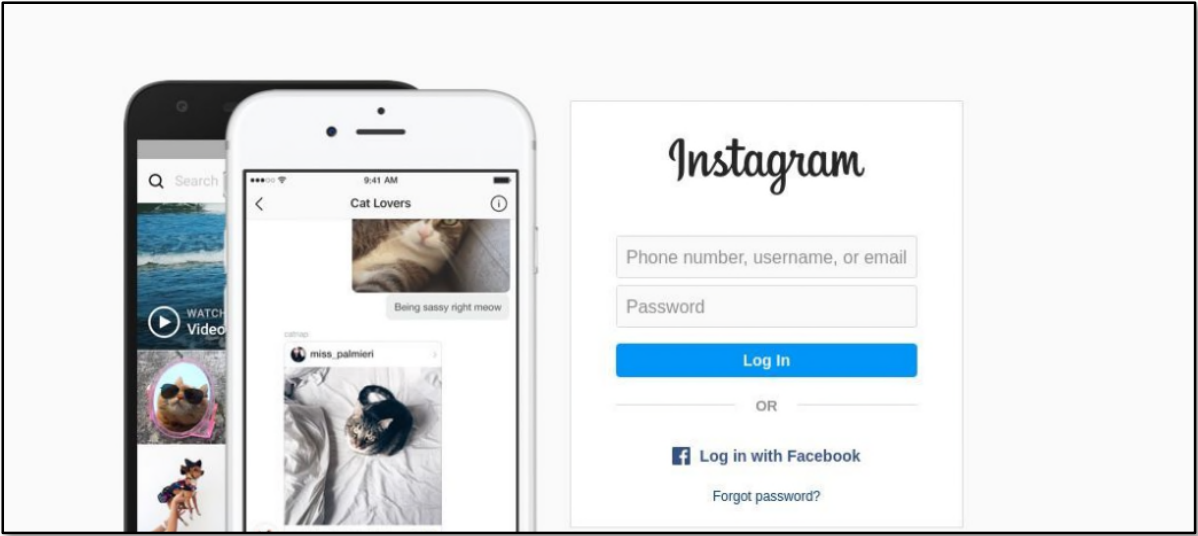 Search
WATCH
Video
9:41 AM
Cat Lovers
Being sassy right meow
catnap
miss_palmieri
Instagram
Phone number, username, or email
Password
Log In
OR
Log in with Facebook
Forgot password?